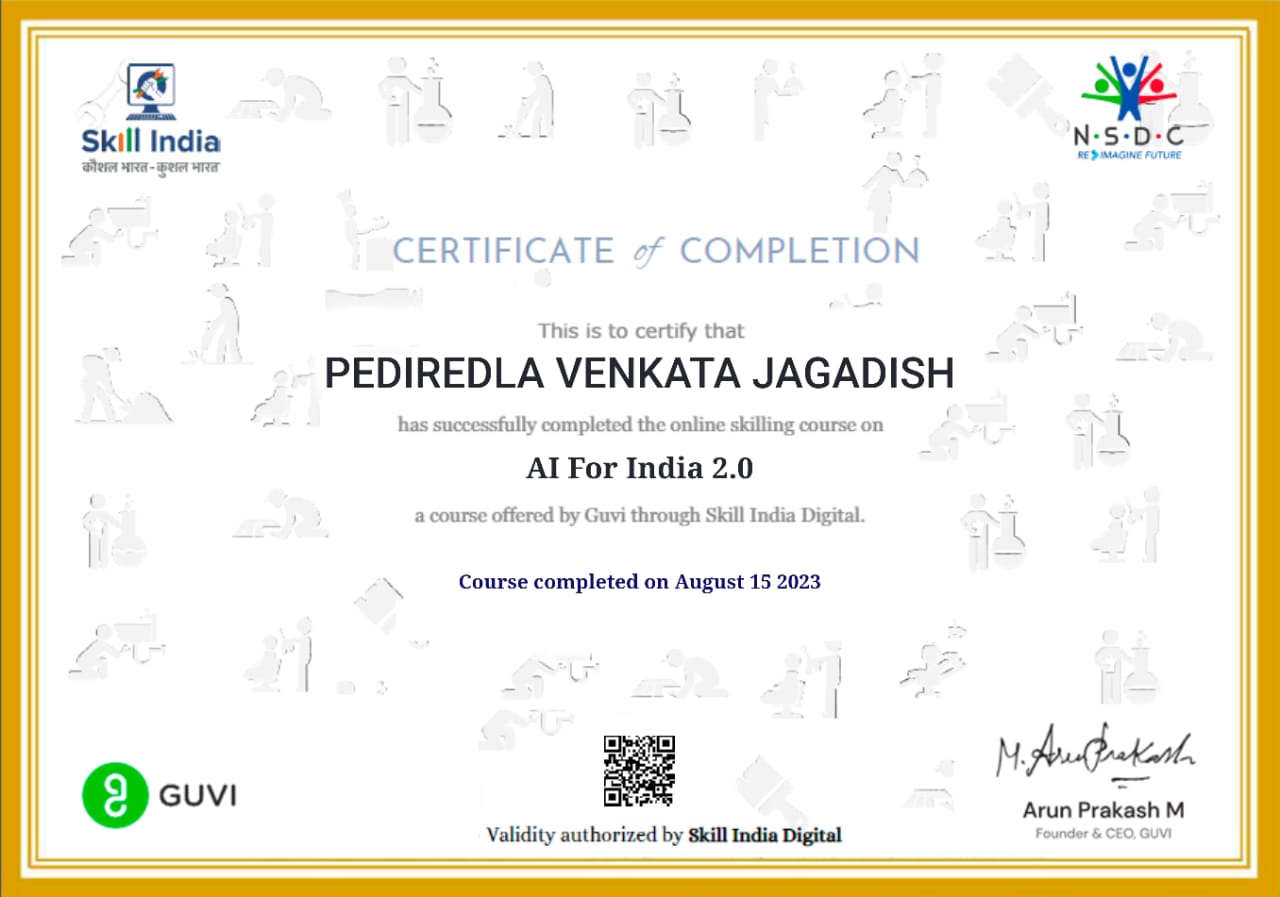 Skill India
कौशल भारत-कुशल भारत
N·S·D·C
RE IMAGINE FUTURE
CERTIFICATE of COMPLETION
This is to certify that
PEDIREDLA VENKATA JAGADISH
has successfully completed the online skilling course on
AI For India 2.0
a course offered by Guvi through Skill India Digital.
Course completed on August 15 2023
GUVI
Validity authorized by Skill India Digital
M. Arun Prakash
Arun Prakash M
Founder & CEO, GUVI